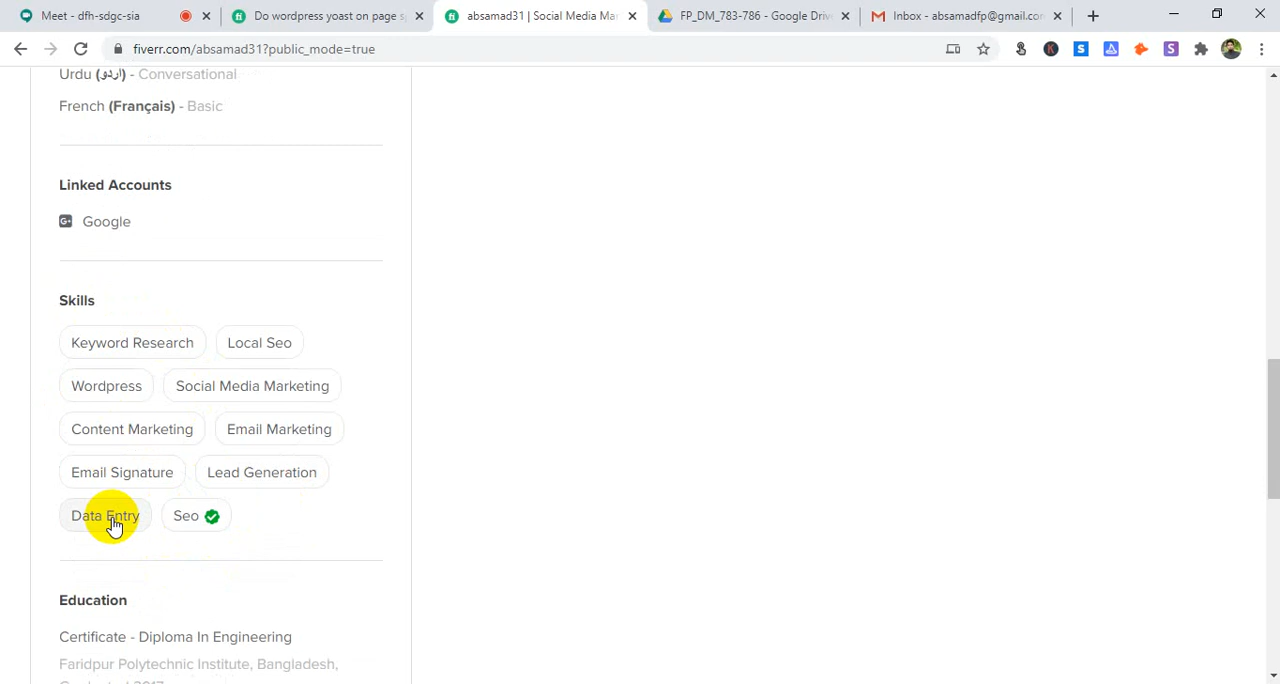 Meet - dfh-sdgc-sia
Do wordpress yoast on page s
absamad31 | Social Media Mar
FP_DM_783-786 - Google Drive
Inbox - absamadfp@gmail.com
fiverr.com/absamad31?public_mode=true
Urdu (اردو) - Conversational
French (Français) - Basic
Linked Accounts
Google
Skills
Keyword Research
Local Seo
Wordpress
Social Media Marketing
Content Marketing
Email Marketing
Email Signature
Lead Generation
Data Entry
Seo
Education
Certificate - Diploma In Engineering
Faridpur Polytechnic Institute, Bangladesh,